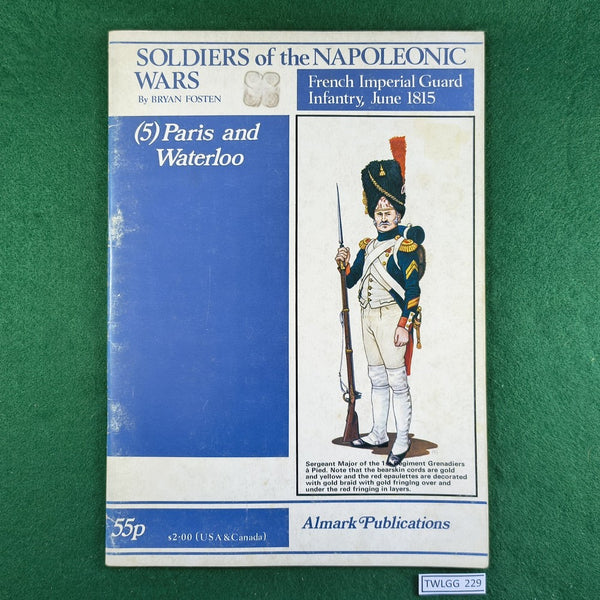 SOLDIERS of the NAPOLEONIC
WARS
By BRYAN FOSTEN
French Imperial Guard
Infantry, June 1815
(5) Paris and
Waterloo
Sergeant Major of the 1st Regiment Grenadiers
à Pied. Note that the bearskin cords are gold
and yellow and the red epaulettes are decorated
with gold braid with gold fringing over and
under the red fringing in layers.
55p
$2·00 (USA & Canada)
Almark Publications
TWLGG 229